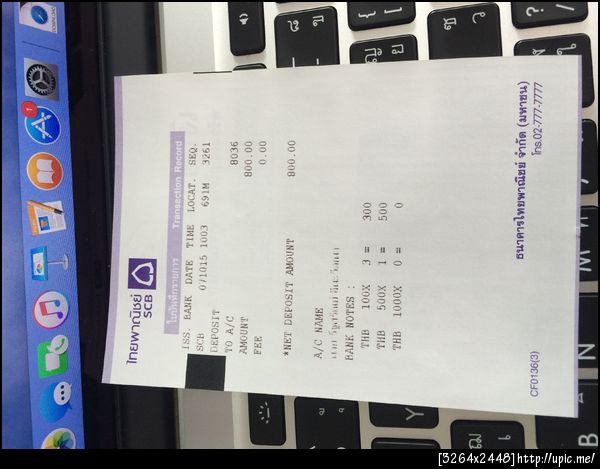 ไทยพาณิชย์
SCB
ใบบันทึกรายการ Transaction Record
ISS. BANK DATE TIME LOCAT. SEQ.
SCB 071015 1003 691M 3261
DEPOSIT
TO A/C 8036
AMOUNT 800.00
FEE 0.00
*NET DEPOSIT AMOUNT 800.00
A/C NAME
BANK NOTES :
THB 100X 3 = 300
THB 500X 1 = 500
THB 1000X 0 = 0
ธนาคารไทยพาณิชย์ จำกัด (มหาชน)
โทร.02-777-7777
CF0136(3)
[3264x2448]http://upic.me/